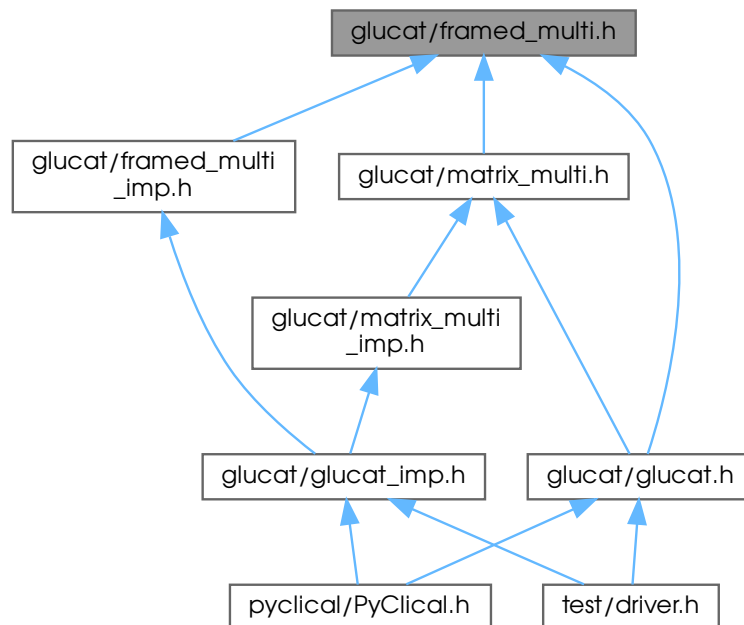 glucat/framed_multi.h
glucat/framed_multi
_imp.h
glucat/matrix_multi.h
glucat/matrix_multi
_imp.h
glucat/glucat_imp.h
glucat/glucat.h
pyclical/PyClical.h
test/driver.h